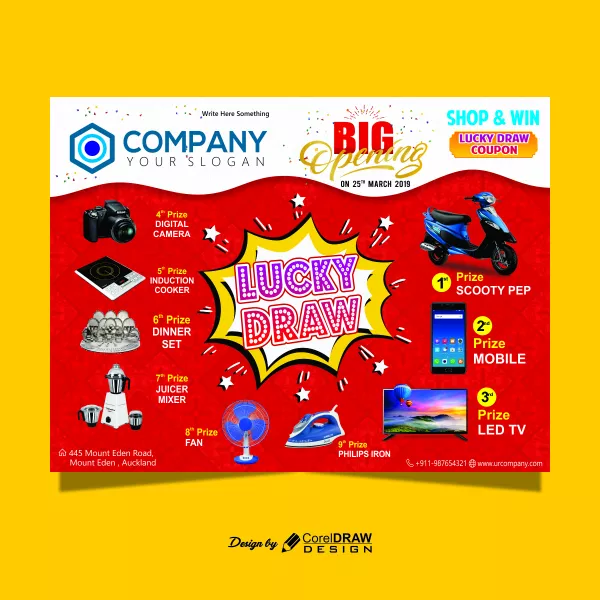 Write Here Something
COMPANY
YOUR SLOGAN
BIG
Opening
ON 25TH MARCH 2019
SHOP & WIN
LUCKY DRAW
COUPON
4th Prize
DIGITAL
CAMERA
5th Prize
INDUCTION
COOKER
6th Prize
DINNER
SET
7th Prize
JUICER
MIXER
8th Prize
FAN
9th Prize
PHILIPS IRON
LUCKY
DRAW
1st Prize
SCOOTY PEP
2nd
Prize
MOBILE
3rd
Prize
LED TV
445 Mount Eden Road,
Mount Eden , Auckland
+911-987654321 www.urcompany.com
Design by CorelDRAW
DESIGN